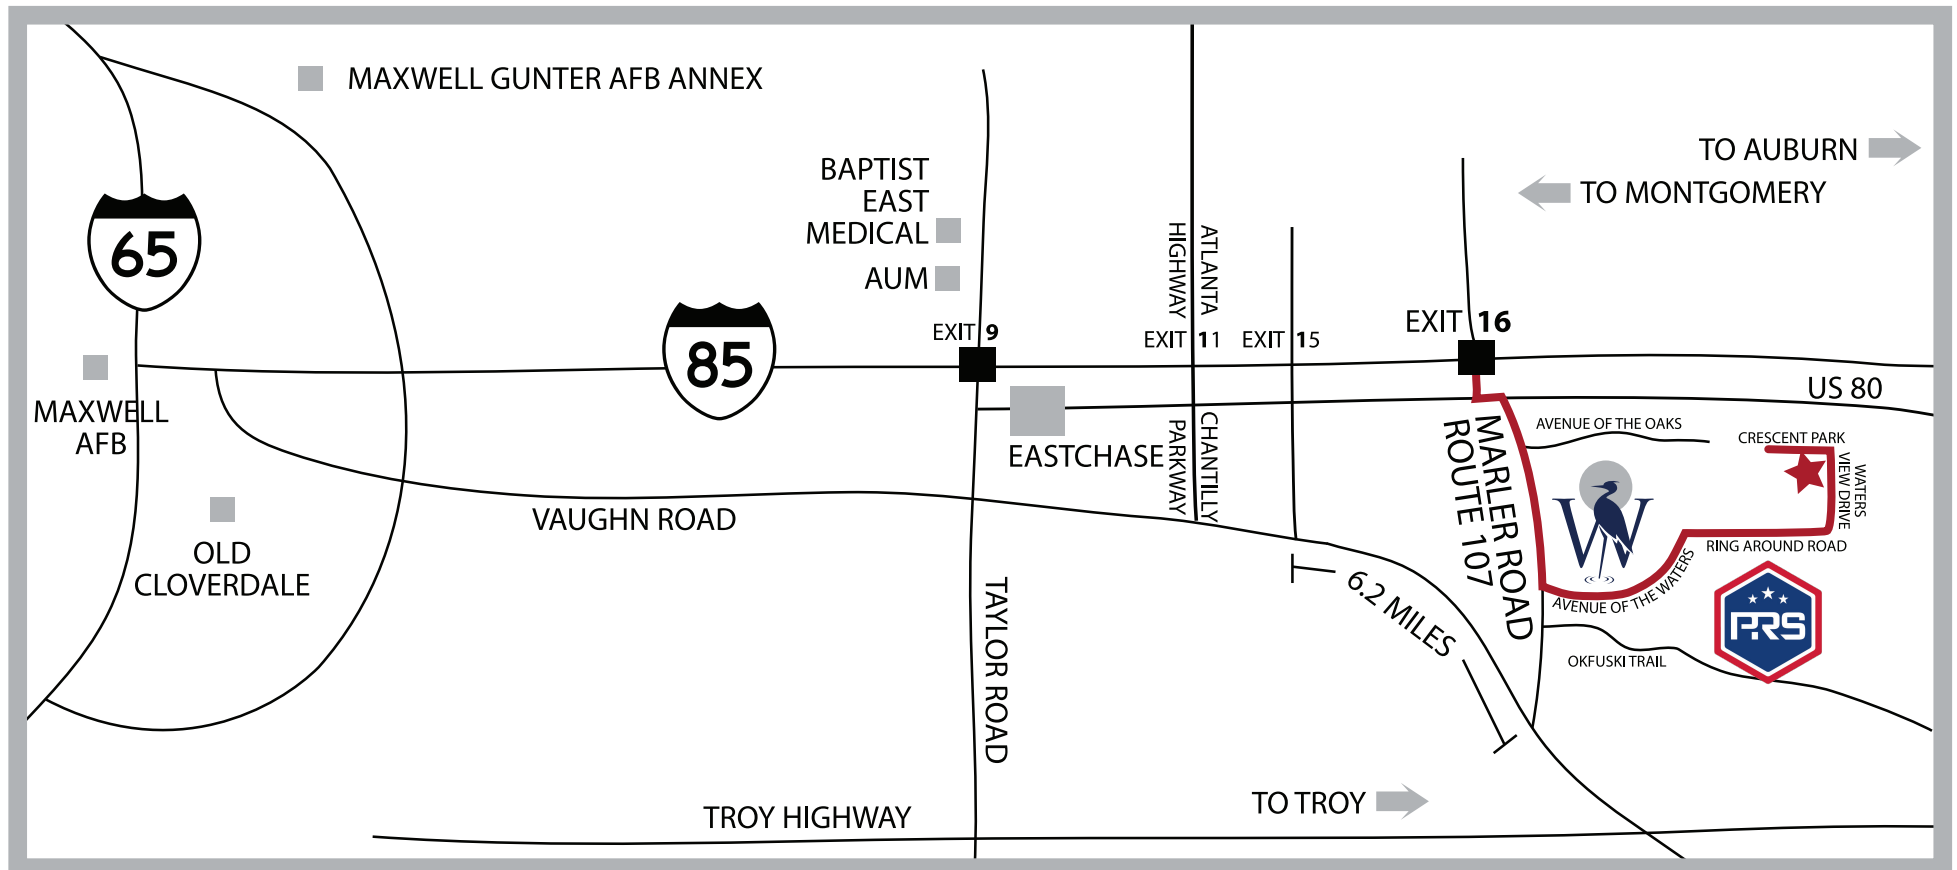 MAXWELL GUNTER AFB ANNEX
TO AUBURN
TO MONTGOMERY
BAPTIST
EAST
MEDICAL
AUM
65
85
EXIT 9
ATLANTA
HIGHWAY
EXIT 11
EXIT 15
EXIT 16
US 80
MAXWELL
AFB
EASTCHASE
CHANTILLY
PARKWAY
MARLER ROAD
ROUTE 107
AVENUE OF THE OAKS
CRESCENT PARK
WATERS
VIEW DRIVE
W
RING AROUND ROAD
AVENUE OF THE WATERS
VAUGHN ROAD
OLD
CLOVERDALE
6.2 MILES
PRS
OKFUSKI TRAIL
TAYLOR ROAD
TO TROY
TROY HIGHWAY